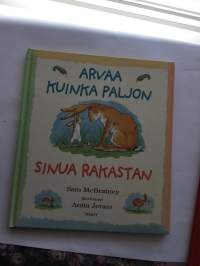 ARVAA
KUINKA PALJON
SINUA RAKASTAN
Sam McBratney
Anita Jeram